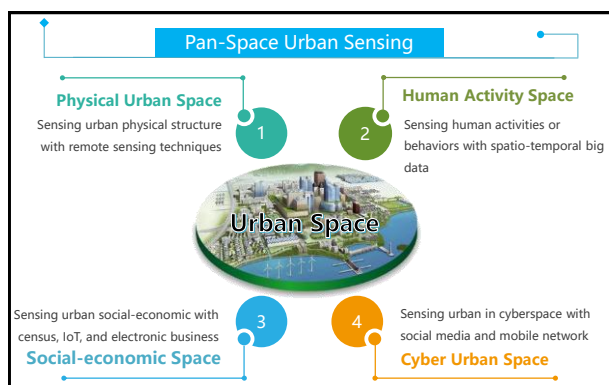 Pan-Space Urban Sensing
Physical Urban Space
Sensing urban physical structure
with remote sensing techniques
1
Human Activity Space
Sensing human activities or
behaviors with spatio-temporal big
data
2
Urban Space
Sensing urban social-economic with
census, IoT, and electronic business
Social-economic Space
3
4
Sensing urban in cyberspace with
social media and mobile network
Cyber Urban Space